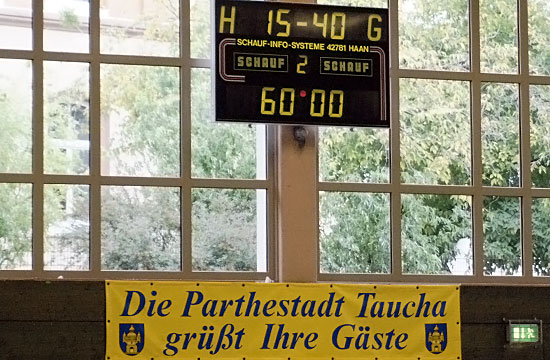 H 15-40 G
SCHAUF-INFO-SYSTEME 42781 HAAN
SCHAUF 2 SCHAUF
60:00
Die Parthestadt Taucha
grüßt Ihre Gäste